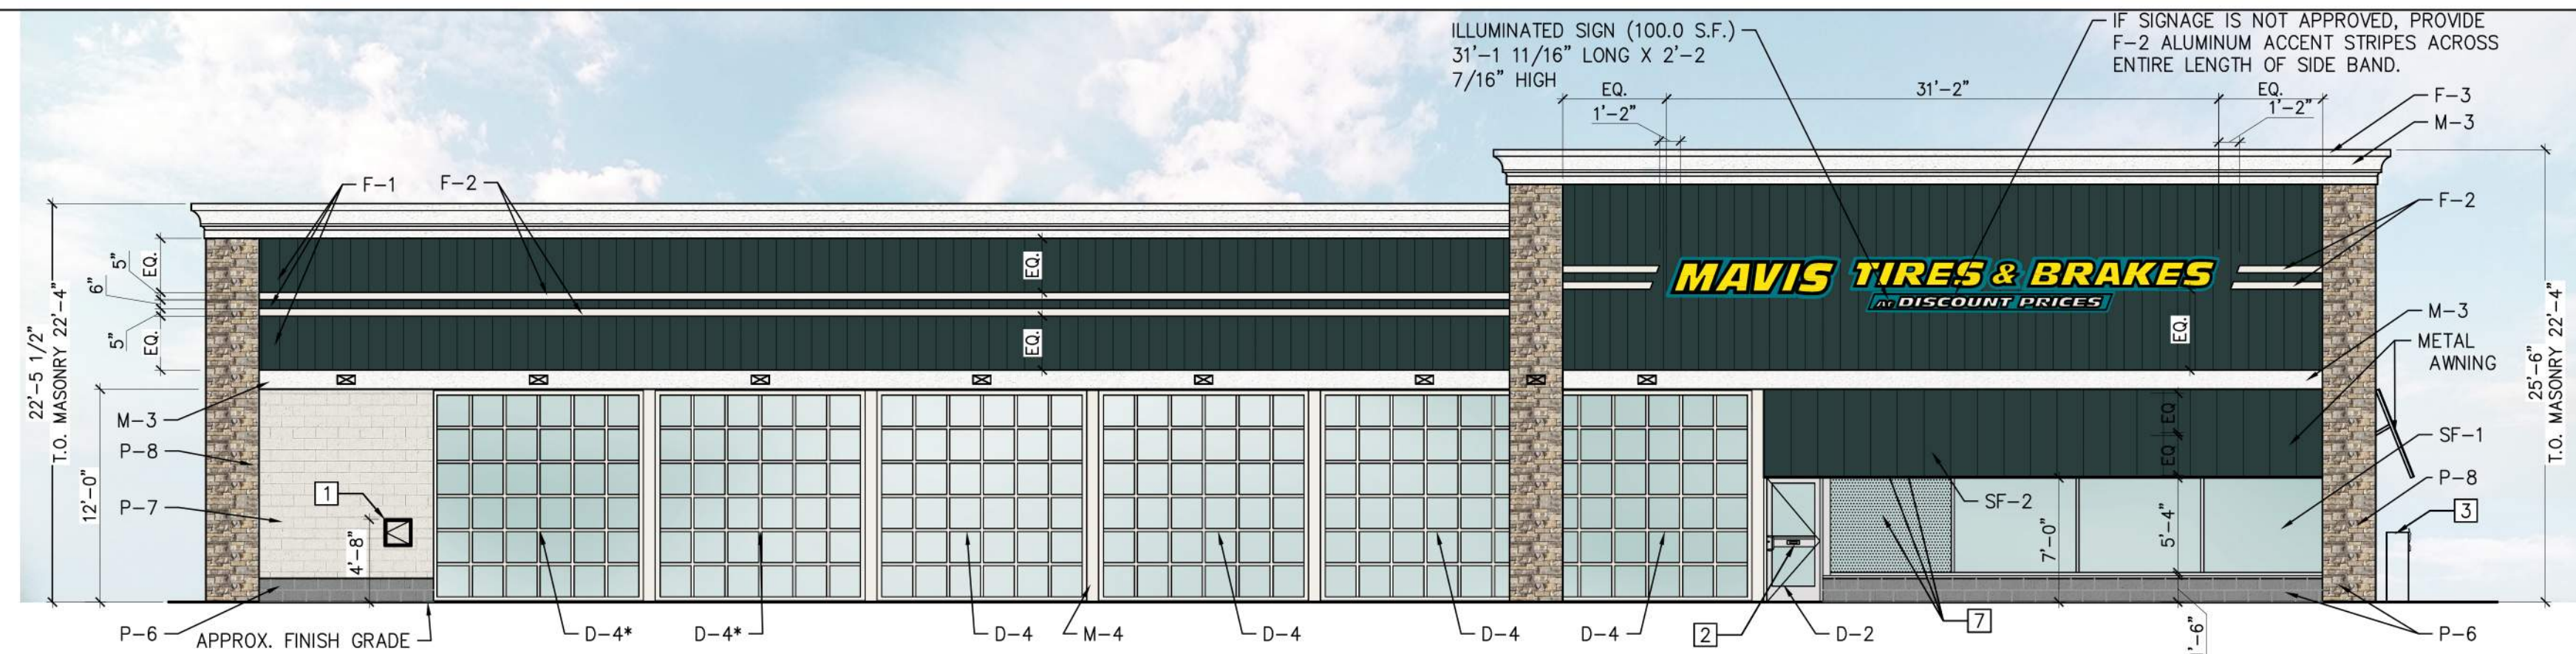 ILLUMINATED SIGN (100.0 S.F.)
31'-1 11/16" LONG X 2'-2
7/16" HIGH
IF SIGNAGE IS NOT APPROVED, PROVIDE
F-2 ALUMINUM ACCENT STRIPES ACROSS
ENTIRE LENGTH OF SIDE BAND.
EQ.
31'-2"
EQ.
1'-2"
1'-2"
F-3
M-3
F-1
F-2
F-2
22'-5 1/2"
T.O. MASONRY 22'-4"
6"
5"
5"
EQ.
EQ.
EQ.
EQ.
MAVIS TIRES & BRAKES
AT DISCOUNT PRICES
EQ.
M-3
METAL
AWNING
25'-6"
T.O. MASONRY 22'-4"
12'-0"
M-3
P-8
P-7
1
4'-8"
EQ
EQ
SF-1
P-8
SF-2
3
7'-0"
5'-4"
P-6
APPROX. FINISH GRADE
D-4*
D-4*
D-4
M-4
D-4
D-4
D-4
2
D-2
7
'-6"
P-6